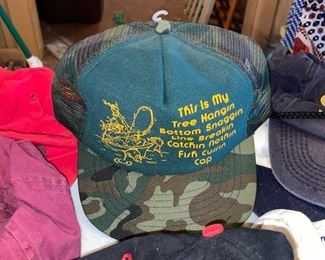 This Is My
Tree Hangin
Bottom Snaggin
Line Breakin
Catchin Nothin
Fish Cussin
Cap